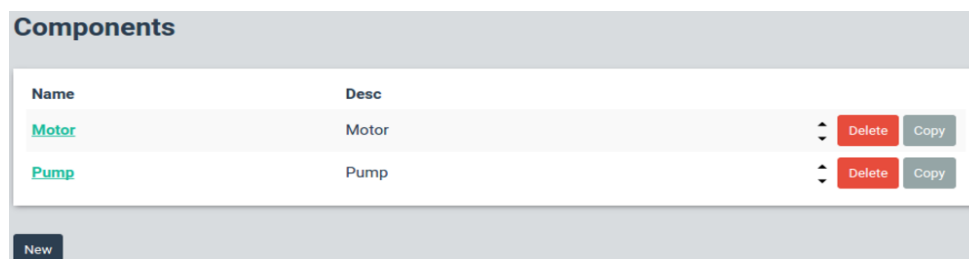 Components
Name Desc
Motor Motor Delete Copy
Pump Pump Delete Copy
New